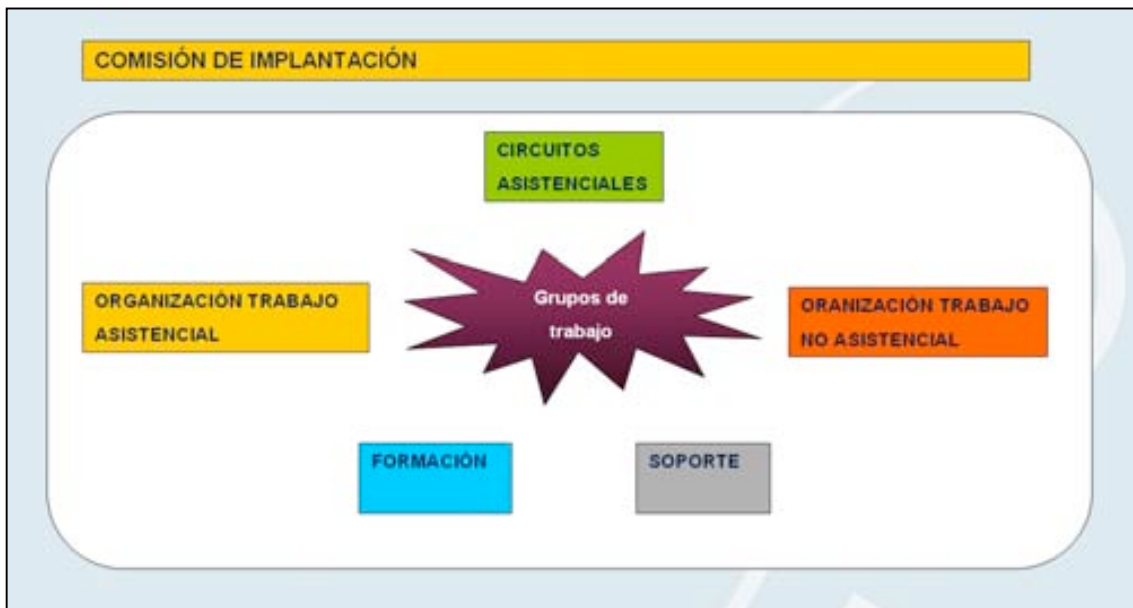 COMISIÓN DE IMPLANTACIÓN
CIRCUITOS
ASISTENCIALES
ORGANIZACIÓN TRABAJO
ASISTENCIAL
Grupos de
trabajo
ORANIZACIÓN TRABAJO
NO ASISTENCIAL
FORMACIÓN
SOPORTE